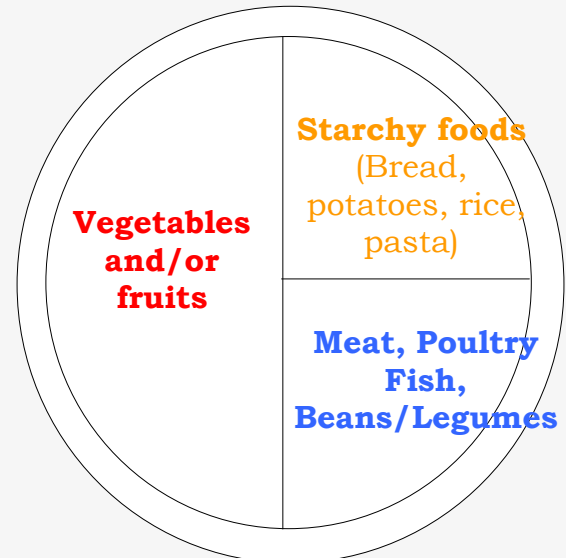 Vegetables
and/or
fruits
Starchy foods
(Bread,
potatoes, rice,
pasta)
Meat, Poultry
Fish,
Beans/Legumes